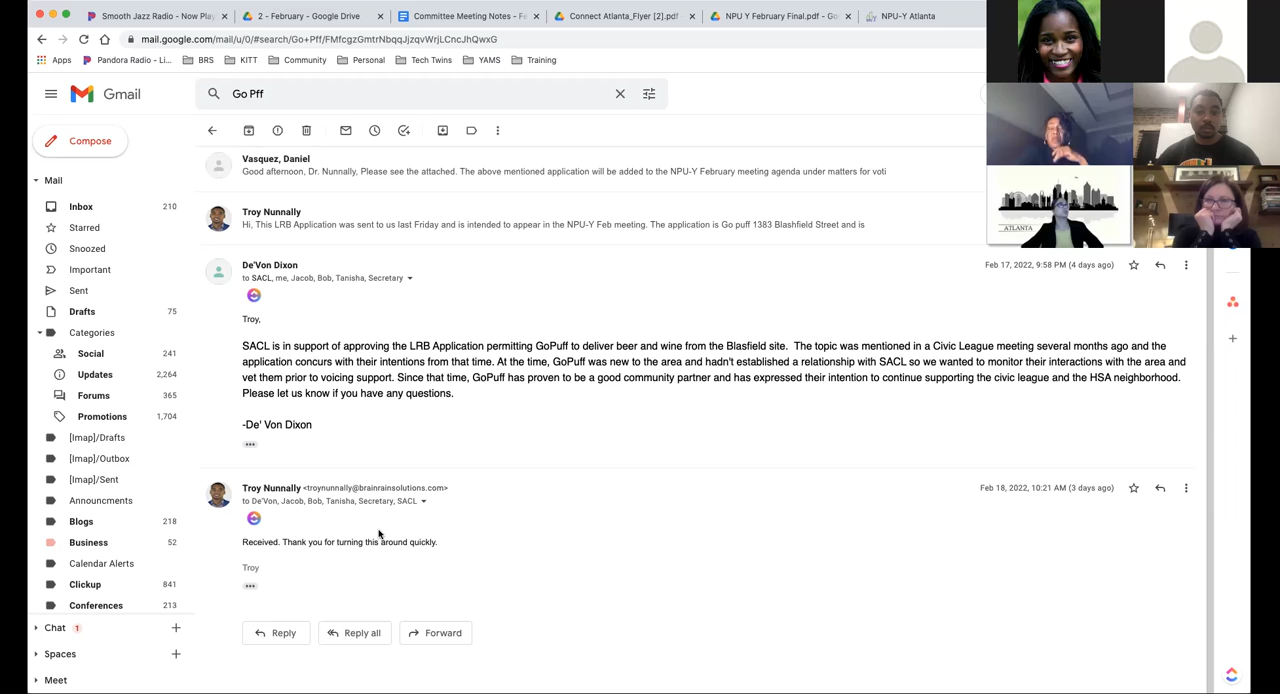 Smooth Jazz Radio - Now Play
2 - February - Google Drive
Committee Meeting Notes - Fe
Connect Atlanta_Flyer [2].pdf
NPU Y February Final.pdf - Go
NPU-Y Atlanta
mail.google.com/mail/u/0/#search/Go+Pff/FMfcgzGmtrNbqqJjzqvWrjLCncJhQwxG
Apps
Pandora Radio - Li...
BRS
KITT
Community
Personal
Tech Twins
YAMS
Training
Gmail
Go Pff
Compose
Mail
Inbox 210
Starred
Snoozed
Important
Sent
Drafts 75
Categories
Social 241
Updates 2,264
Forums 365
Promotions 1,704
[Imap]/Drafts
[Imap]/Outbox
[Imap]/Sent
Announcments
Blogs 218
Business 52
Calendar Alerts
Clickup 841
Conferences 213
Chat 1
Spaces
Meet
Vasquez, Daniel
Good afternoon, Dr. Nunnally, Please see the attached. The above mentioned application will be added to the NPU-Y February meeting agenda under matters for voti
Troy Nunnally
Hi, This LRB Application was sent to us last Friday and is intended to appear in the NPU-Y Feb meeting. The application is Go puff 1383 Blashfield Street and is
De'Von Dixon
Feb 17, 2022, 9:58 PM (4 days ago)
to SACL, me, Jacob, Bob, Tanisha, Secretary
Troy,
SACL is in support of approving the LRB Application permitting GoPuff to deliver beer and wine from the Blasfield site. The topic was mentioned in a Civic League meeting several months ago and the
application concurs with their intentions from that time. At the time, GoPuff was new to the area and hadn't established a relationship with SACL so we wanted to monitor their interactions with the area and
vet them prior to voicing support. Since that time, GoPuff has proven to be a good community partner and has expressed their intention to continue supporting the civic league and the HSA neighborhood.
Please let us know if you have any questions.
-De' Von Dixon
Troy Nunnally <troynunnally@brainrainsolutions.com>
Feb 18, 2022, 10:21 AM (3 days ago)
to De'Von, Jacob, Bob, Tanisha, Secretary, SACL
Received. Thank you for turning this around quickly.
Troy
Reply
Reply all
Forward
ATLANTA